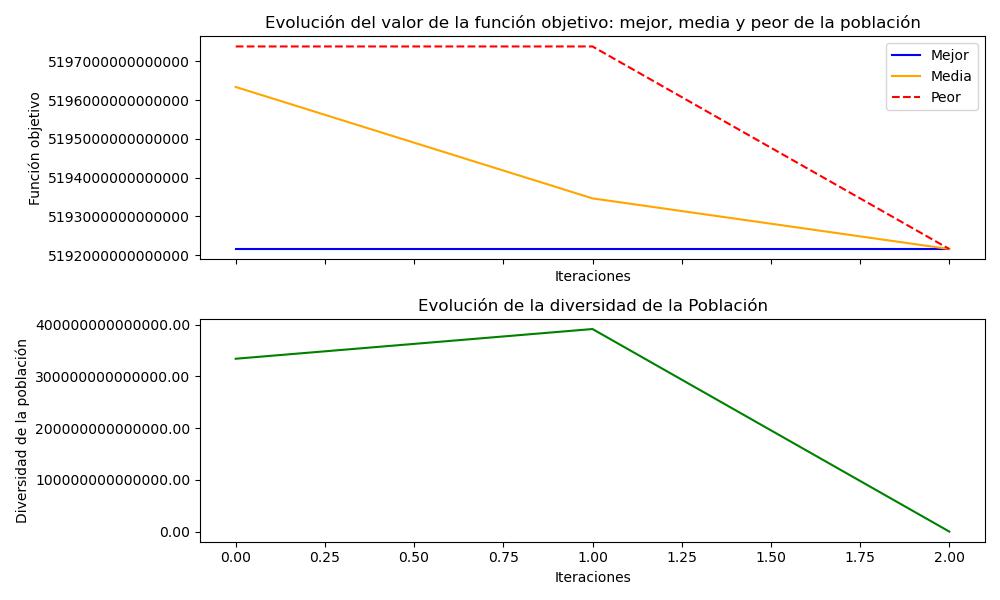 Evolución del valor de la función objetivo: mejor, media y peor de la población
Función objetivo
5197000000000000
5196000000000000
5195000000000000
5194000000000000
5193000000000000
5192000000000000
Mejor
Media
Peor
Iteraciones
Evolución de la diversidad de la Población
Diversidad de la población
400000000000000.00
300000000000000.00
200000000000000.00
100000000000000.00
0.00
0.00 0.25 0.50 0.75 1.00 1.25 1.50 1.75 2.00
Iteraciones